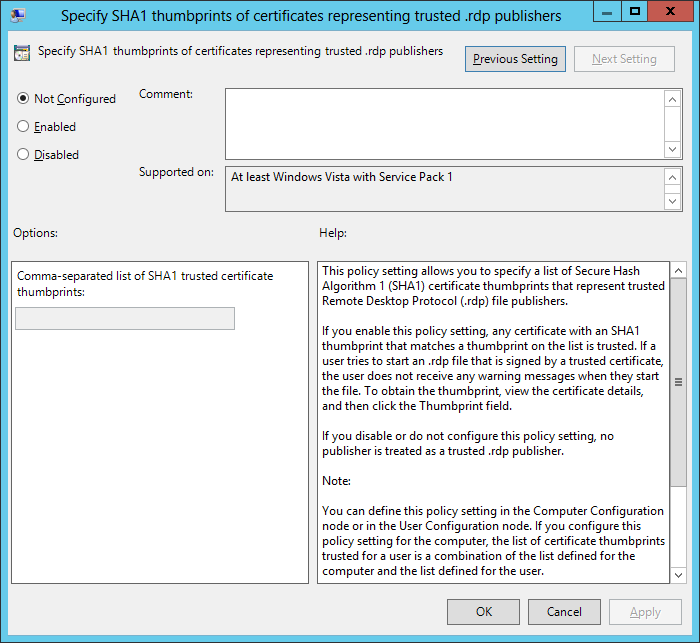 Specify SHA1 thumbprints of certificates representing trusted .rdp publishers
Specify SHA1 thumbprints of certificates representing trusted .rdp publishers
Previous Setting
Next Setting
Not Configured
Enabled
Disabled
Comment:
Supported on:
At least Windows Vista with Service Pack 1
Options:
Help:
Comma-separated list of SHA1 trusted certificate
thumbprints:
This policy setting allows you to specify a list of Secure Hash
Algorithm 1 (SHA1) certificate thumbprints that represent trusted
Remote Desktop Protocol (.rdp) file publishers.
If you enable this policy setting, any certificate with an SHA1
thumbprint that matches a thumbprint on the list is trusted. If a
user tries to start an .rdp file that is signed by a trusted certificate,
the user does not receive any warning messages when they start
the file. To obtain the thumbprint, view the certificate details,
and then click the Thumbprint field.
If you disable or do not configure this policy setting, no
publisher is treated as a trusted .rdp publisher.
Note:
You can define this policy setting in the Computer Configuration
node or in the User Configuration node. If you configure this
policy setting for the computer, the list of certificate thumbprints
trusted for a user is a combination of the list defined for the
computer and the list defined for the user.
OK
Cancel
Apply